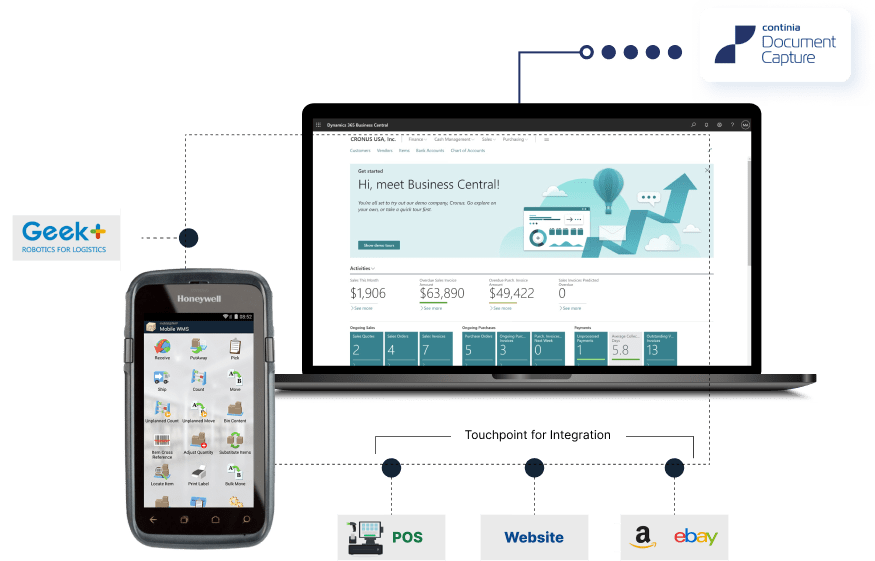 continia
Document
Capture
Dynamics 365 Business Central
CRONUS USA, Inc.
Finance
Cash Management
Sales
Purchasing
Customers
Vendors
Items
Bank Accounts
Chart of Accounts
Get started
Hi, meet Business Central!
You're all set to try out our demo company, Cronus. Go explore on
your own, or take a quick tour first
Show demo tours
Geek+
ROBOTICS FOR LOGISTICS
Activities
Sales This Month
$1,906
> See more
Overdue Sales Invoice
Amount
$63,890
> See more
Overdue Purch. Invoice
Amount
$49,422
> See more
Sales Invoices Predicted
Overdue
0
> See more
Ongoing Sales
Sales Quotes
2
Sales Orders
4
Sales Invoices
7
Ongoing Purchases
Purchase Orders
5
Ongoing Purc...
Invoices
3
Purch. Invoices
Next Week
0
Payments
Unprocessed
Payments
1
Average Collec...
Days
5.8
Outstanding V...
Invoices
13
Honeywell
08:52
Mobile WMS
Receive
PutAway
Pick
Ship
Count
Move
Unplanned Count
Unplanned Move
Bin Content
Item Cross
Reference
Adjust Quantity
Substitute Items
Locate Item
Print Label
Bulk Move
Touchpoint for Integration
POS
Website
a
ebay